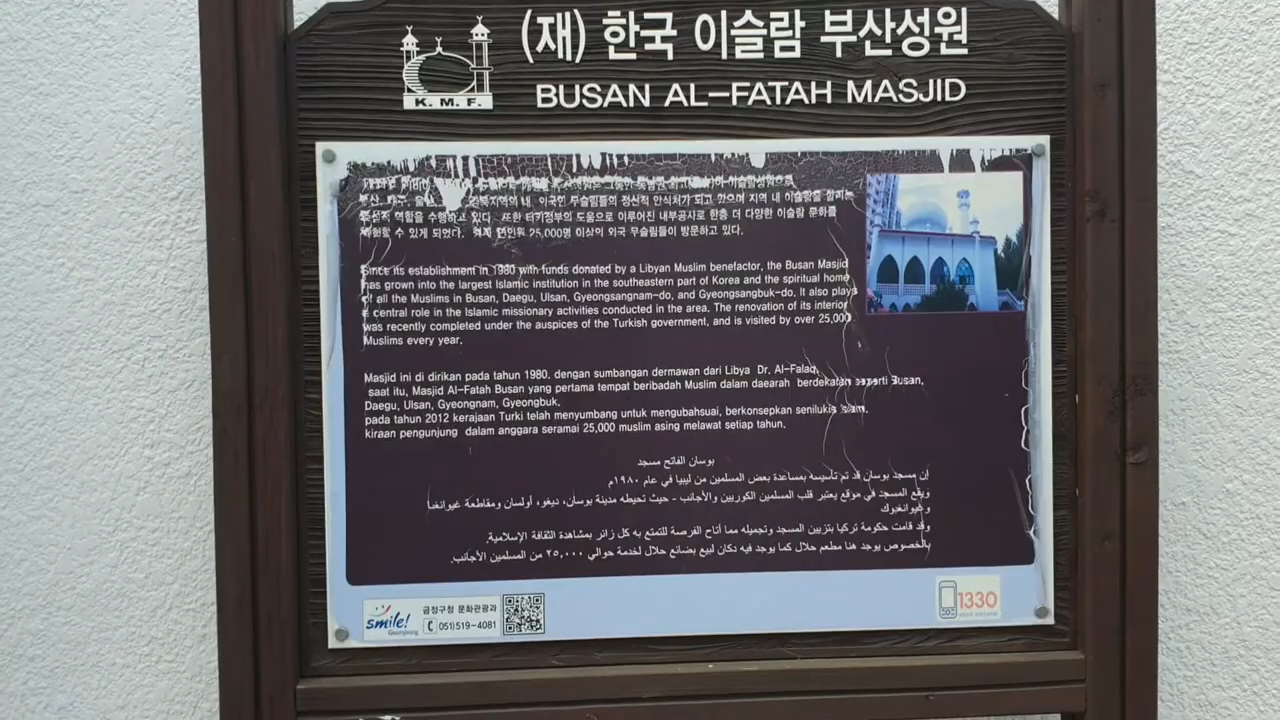 (재) 한국 이슬람 부산성원
K. M. F.
BUSAN AL-FATAH MASJID
이슬람성원으로
부산, 대구, 내, 외국인 무슬림들의 정신적 안식처가 되고 있으며 지역 내 이슬람을 알리는
역할을 수행하고 있다. 또한 터키정부의 도움으로 이루어진 내부공사로 한층 더 다양한 이슬람 문화를
체험할 수 있게 되었다. 연인원 25,000명 이상의 외국 무슬림들이 방문하고 있다.
Since its establishment in 1980 with funds donated by a Libyan Muslim benefactor, the Busan Masjid
has grown into the largest Islamic institution in the southeastern part of Korea and the spiritual home
of all the Muslims in Busan, Daegu, Ulsan, Gyeongsangnam-do, and Gyeongsangbuk-do. It also plays
a central role in the Islamic missionary activities conducted in the area. The renovation of its interior
was recently completed under the auspices of the Turkish government, and is visited by over 25,000
Muslims every year.
Masjid ini di dirikan pada tahun 1980. dengan sumbangan dermawan dari Libya Dr. Al-Falaq,
saat itu, Masjid Al-Fatah Busan yang pertama tempat beribadah Muslim dalam daearah berdekatan seperti Busan,
Daegu, Ulsan, Gyeongnam, Gyeongbuk.
pada tahun 2012 kerajaan Turki telah menyumbang untuk mengubahsuai, berkonsepkan senilukis islam,
kiraan pengunjung dalam anggara seramai 25,000 muslim asing melawat setiap tahun.
بوسان الفاتح مسجد
إن مسجد بوسان قد تم تأسيسه بمساعدة بعض المسلمين من ليبيا في عام ١٩٨٠م
ويقع المسجد في موقع يعتبر قلب المسلمين الكوريين والأجانب - حيث تحيطه مدينة بوسان، ديغو، أولسان ومقاطعة غيوانغنا
وغيوانغبوك
وقد قامت حكومة تركيا بتزيين المسجد وتجميله مما أتاح الفرصة للتمتع به كل زائر بمشاهدة الثقافة الإسلامية.
بالخصوص يوجد هنا مطعم حلال كما يوجد فيه دكان لبيع بضائع حلال لخدمة حوالي ٢٥,٠٠٠ من المسلمين الأجانب.
smile!
Geumjeong
금정구청 문화관광과
051)519-4081
1330